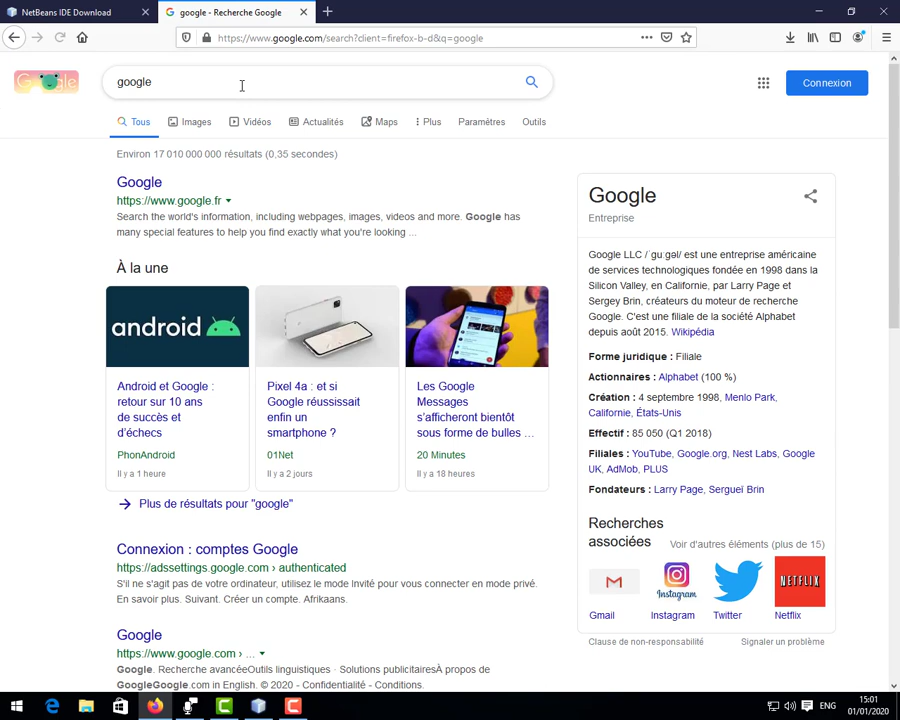 NetBeans IDE Download
google - Recherche Google
https://www.google.com/search?client=firefox-b-d&q=google
Google
google
Connexion
Tous
Images
Vidéos
Actualités
Maps
Plus
Paramètres
Outils
Environ 17 010 000 000 résultats (0,35 secondes)
Google
https://www.google.fr
Search the world's information, including webpages, images, videos and more. Google has
many special features to help you find exactly what you're looking ...
À la une
android
Android et Google :
retour sur 10 ans
de succès et
d'échecs
PhonAndroid
Il y a 1 heure
Pixel 4a : et si
Google réussissait
enfin un
smartphone ?
01Net
Il y a 2 jours
Les Google
Messages
s'afficheront bientôt
sous forme de bulles ...
20 Minutes
Il y a 18 heures
Plus de résultats pour "google"
Connexion : comptes Google
https://adssettings.google.com › authenticated
S'il ne s'agit pas de votre ordinateur, utilisez le mode Invité pour vous connecter en mode privé.
En savoir plus. Suivant. Créer un compte. Afrikaans.
Google
https://www.google.com › ...
Google. Recherche avancéeOutils linguistiques · Solutions publicitairesÀ propos de
GoogleGoogle.com in English. © 2020 - Confidentialité - Conditions.
Google
Entreprise
Google LLC /ˈguːgəl/ est une entreprise américaine
de services technologiques fondée en 1998 dans la
Silicon Valley, en Californie, par Larry Page et
Sergey Brin, créateurs du moteur de recherche
Google. C'est une filiale de la société Alphabet
depuis août 2015. Wikipédia
Forme juridique : Filiale
Actionnaires : Alphabet (100 %)
Création : 4 septembre 1998, Menlo Park,
Californie, États-Unis
Effectif : 85 050 (Q1 2018)
Filiales : YouTube, Google.org, Nest Labs, Google
UK, AdMob, PLUS
Fondateurs : Larry Page, Sergueï Brin
Recherches
associées
Voir d'autres éléments (plus de 15)
Instagram
NETFLIX
Gmail
Instagram
Twitter
Netflix
Clause de non-responsabilité
Signaler un problème
ENG
15:01
01/01/2020